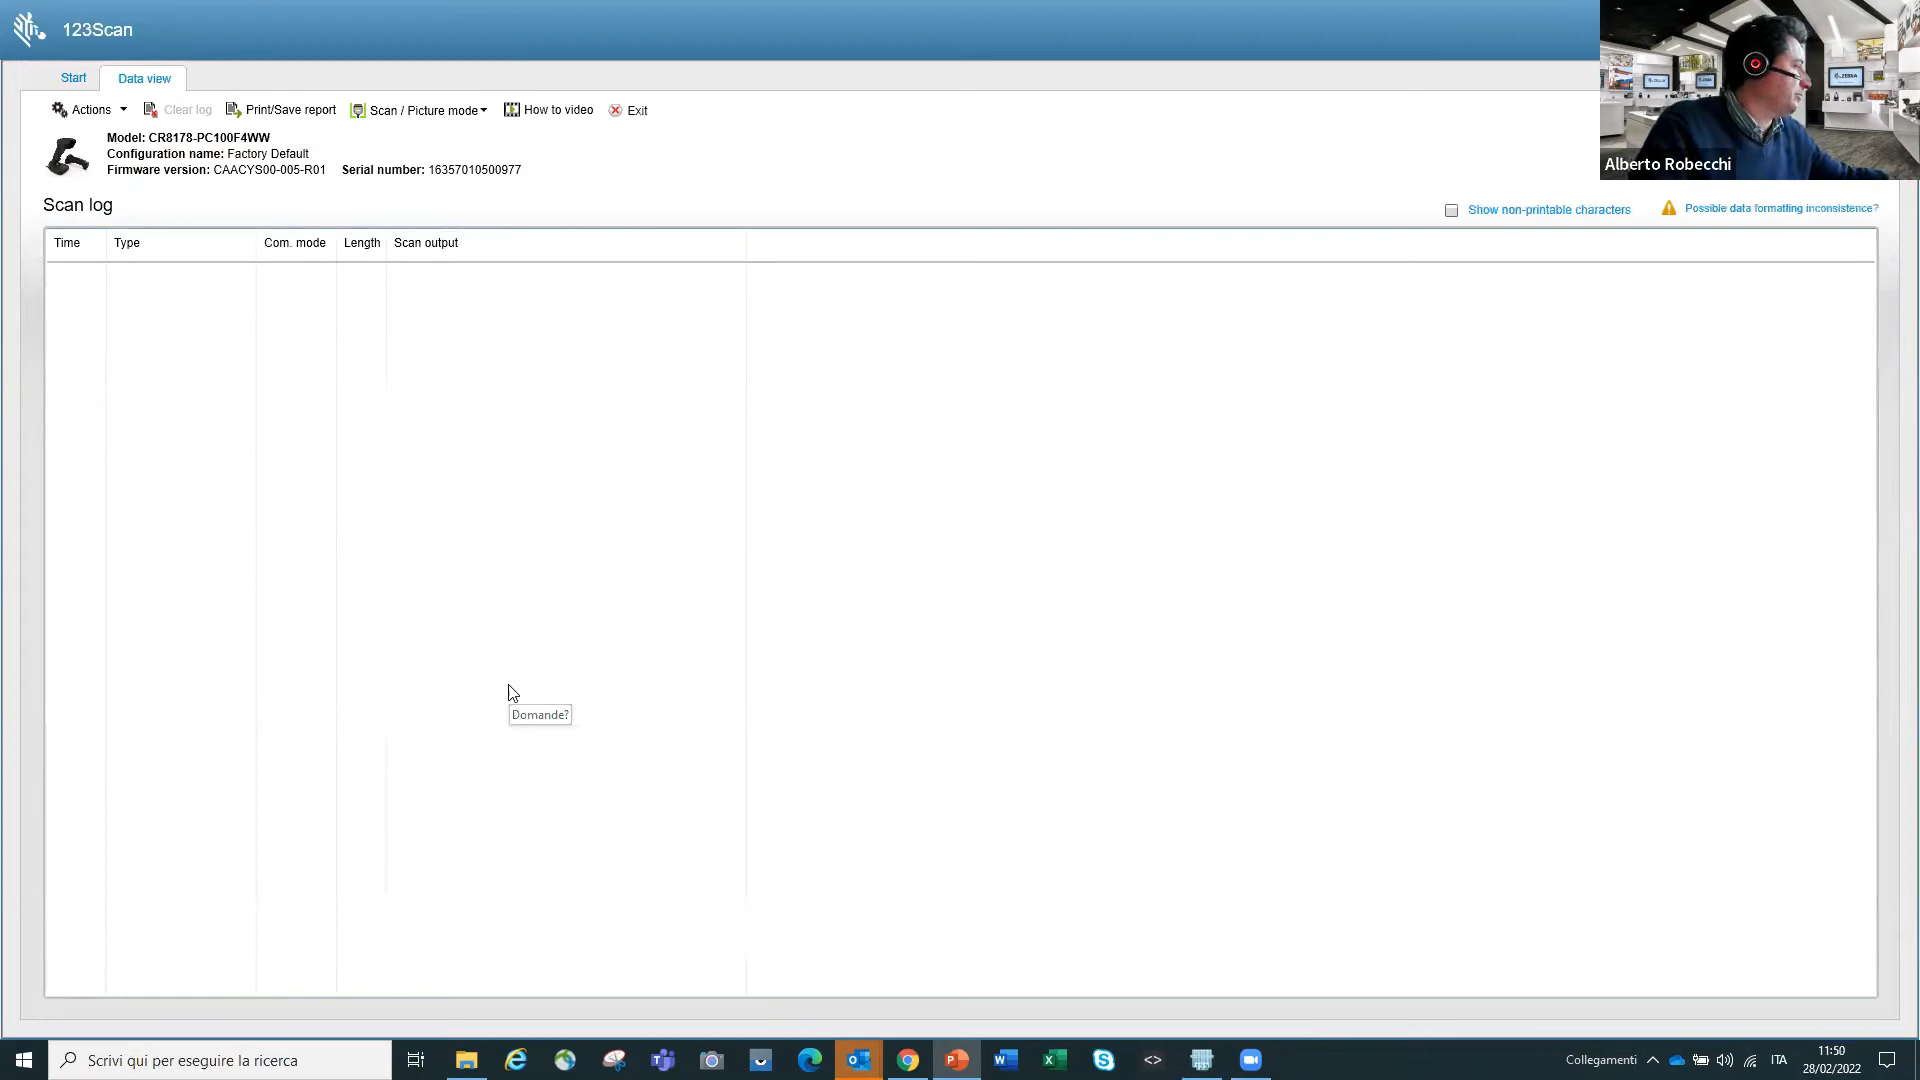 123Scan
Start
Data view
Actions
Clear log
Print/Save report
Scan / Picture mode
How to video
Exit
Model: CR8178-PC100F4WW
Configuration name: Factory Default
Firmware version: CAACYS00-005-R01 Serial number: 16357010500977
ZEBRA
Alberto Robecchi
Scan log
Show non-printable characters
Possible data formatting inconsistence?
Time
Type
Com. mode
Length
Scan output
Domande?
Scrivi qui per eseguire la ricerca
Collegamenti
ITA
11:50
28/02/2022